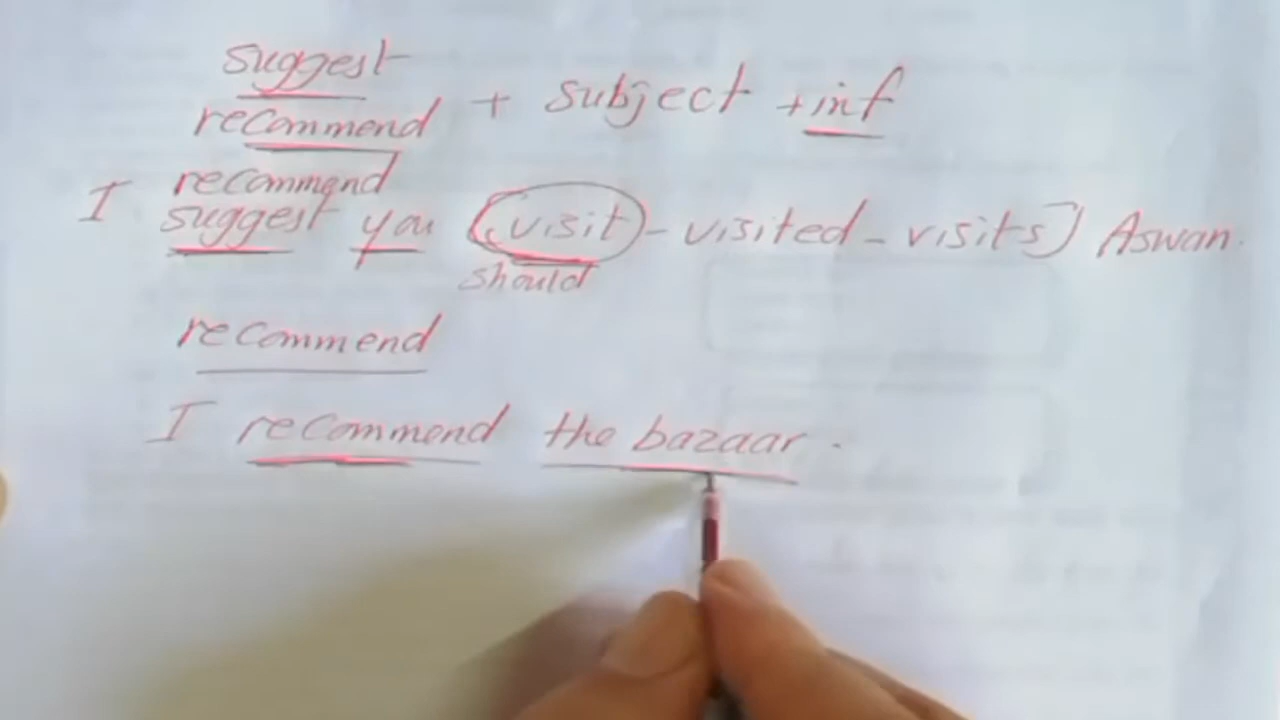 suggest
recommend + subject + inf
recommend
I suggest you (visit - visited - visits) Aswan.
should
recommend
I recommend the bazaar.